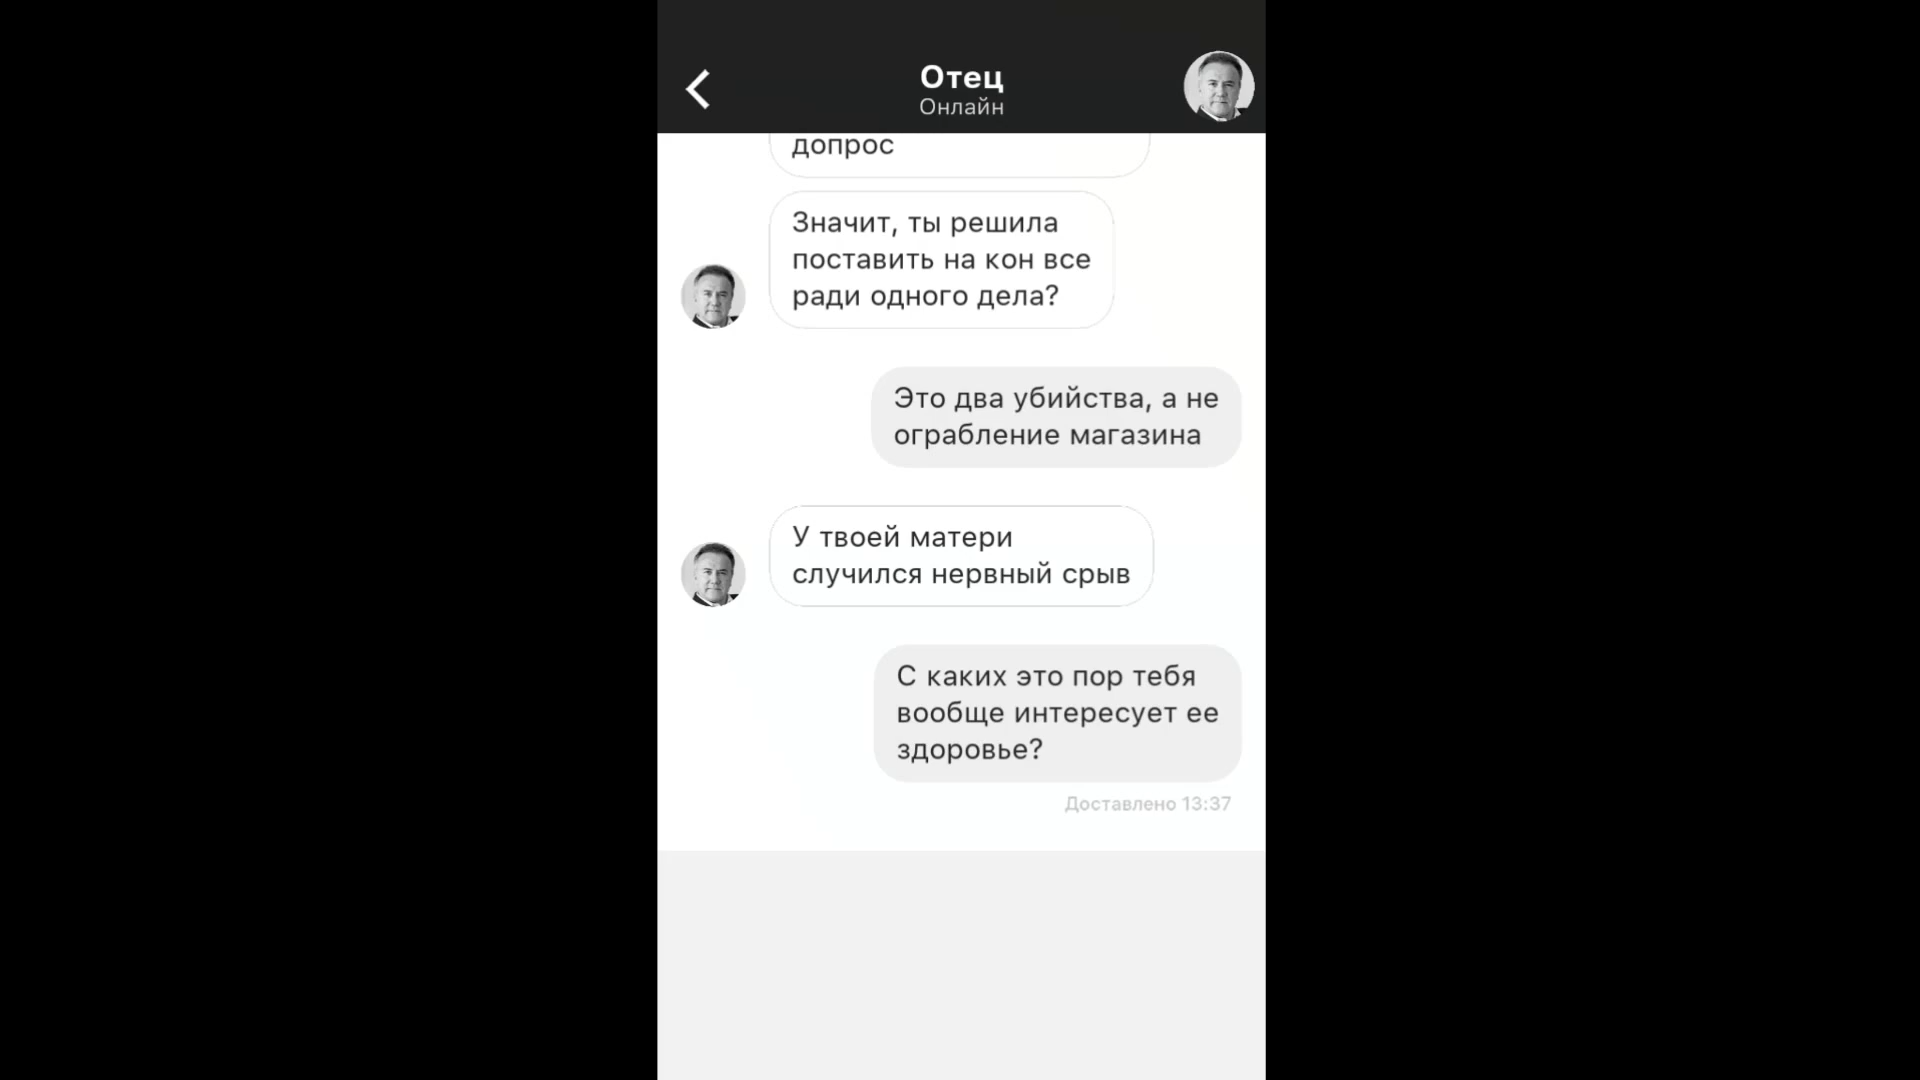 Отец
Онлайн
допрос
Значит, ты решила
поставить на кон все
ради одного дела?
Это два убийства, а не
ограбление магазина
У твоей матери
случился нервный срыв
С каких это пор тебя
вообще интересует ее
здоровье?
Доставлено 13:37